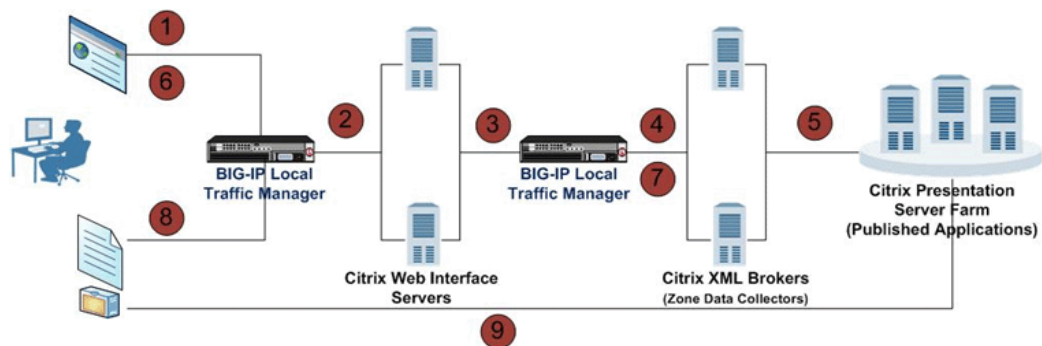 1
6
2
3
4
7
5
8
9
BIG-IP Local
Traffic Manager
BIG-IP Local
Traffic Manager
Citrix Web Interface
Servers
Citrix XML Brokers
(Zone Data Collectors)
Citrix Presentation
Server Farm
(Published Applications)